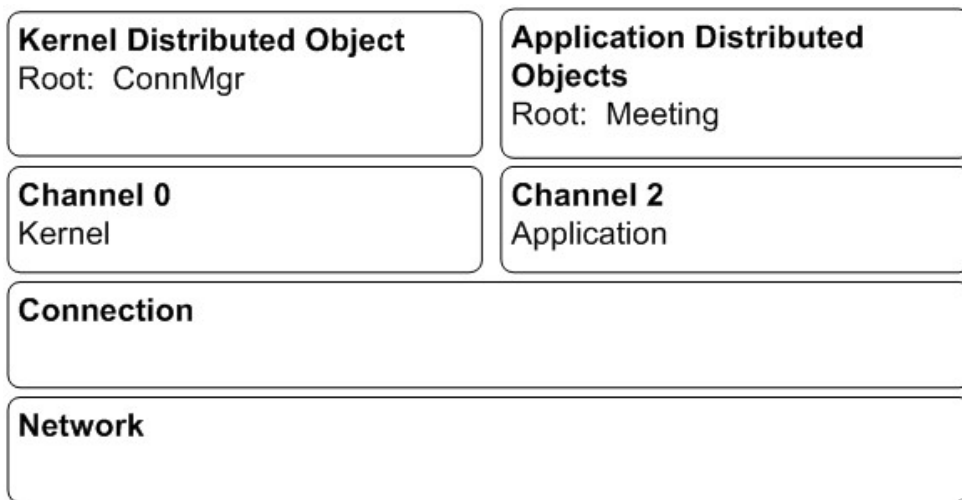 Kernel Distributed Object
Root:  ConnMgr
Application Distributed
Objects
Root:  Meeting
Channel 0
Kernel
Channel 2
Application
Connection
Network